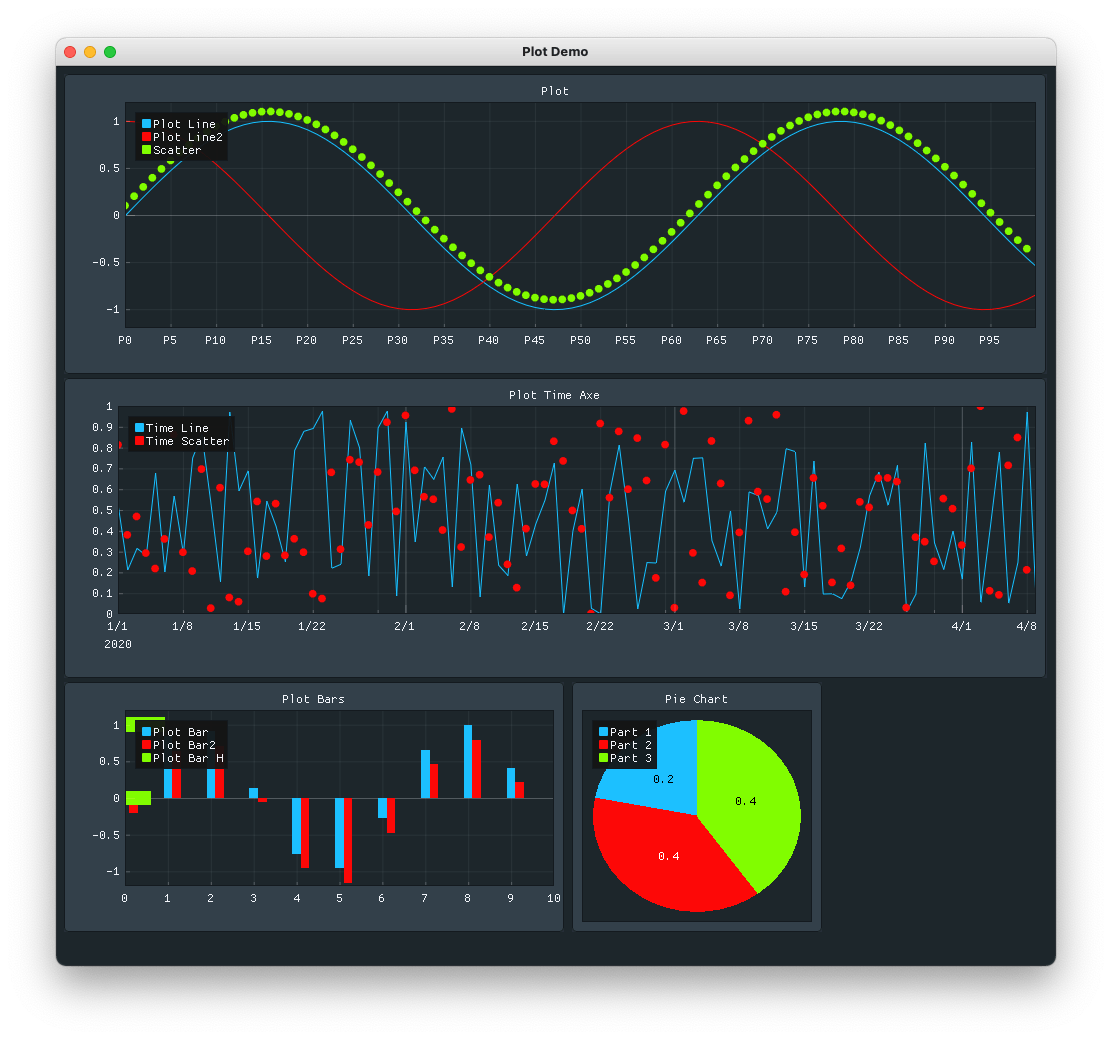 Plot Demo
Plot
Plot Line
Plot Line2
Scatter
1
0.5
0
-0.5
-1
P0 P5 P10 P15 P20 P25 P30 P35 P40 P45 P50 P55 P60 P65 P70 P75 P80 P85 P90 P95
Plot Time Axe
Time Line
Time Scatter
1
0.9
0.8
0.7
0.6
0.5
0.4
0.3
0.2
0.1
0
1/1 1/8 1/15 1/22 2/1 2/8 2/15 2/22 3/1 3/8 3/15 3/22 4/1 4/8
2020
Plot Bars
Plot Bar
Plot Bar2
Plot Bar H
1
0.5
0
-0.5
-1
0 1 2 3 4 5 6 7 8 9 10
Pie Chart
Part 1
Part 2
Part 3
0.2
0.4
0.4